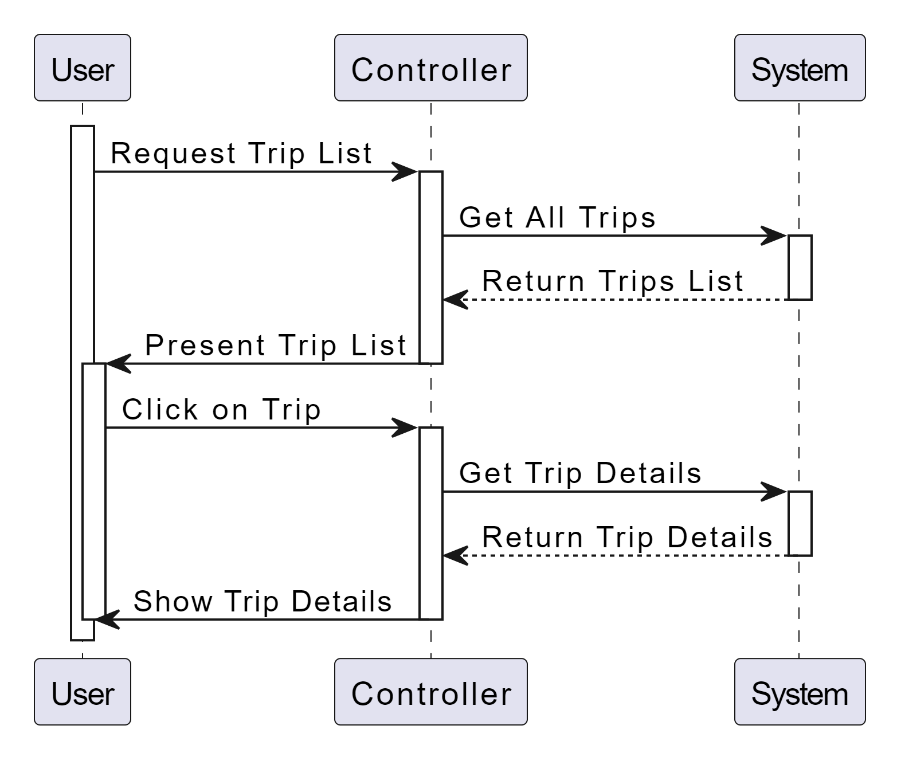 User
Controller
System
Request Trip List
Get All Trips
Return Trips List
Present Trip List
Click on Trip
Get Trip Details
Return Trip Details
Show Trip Details
User
Controller
System